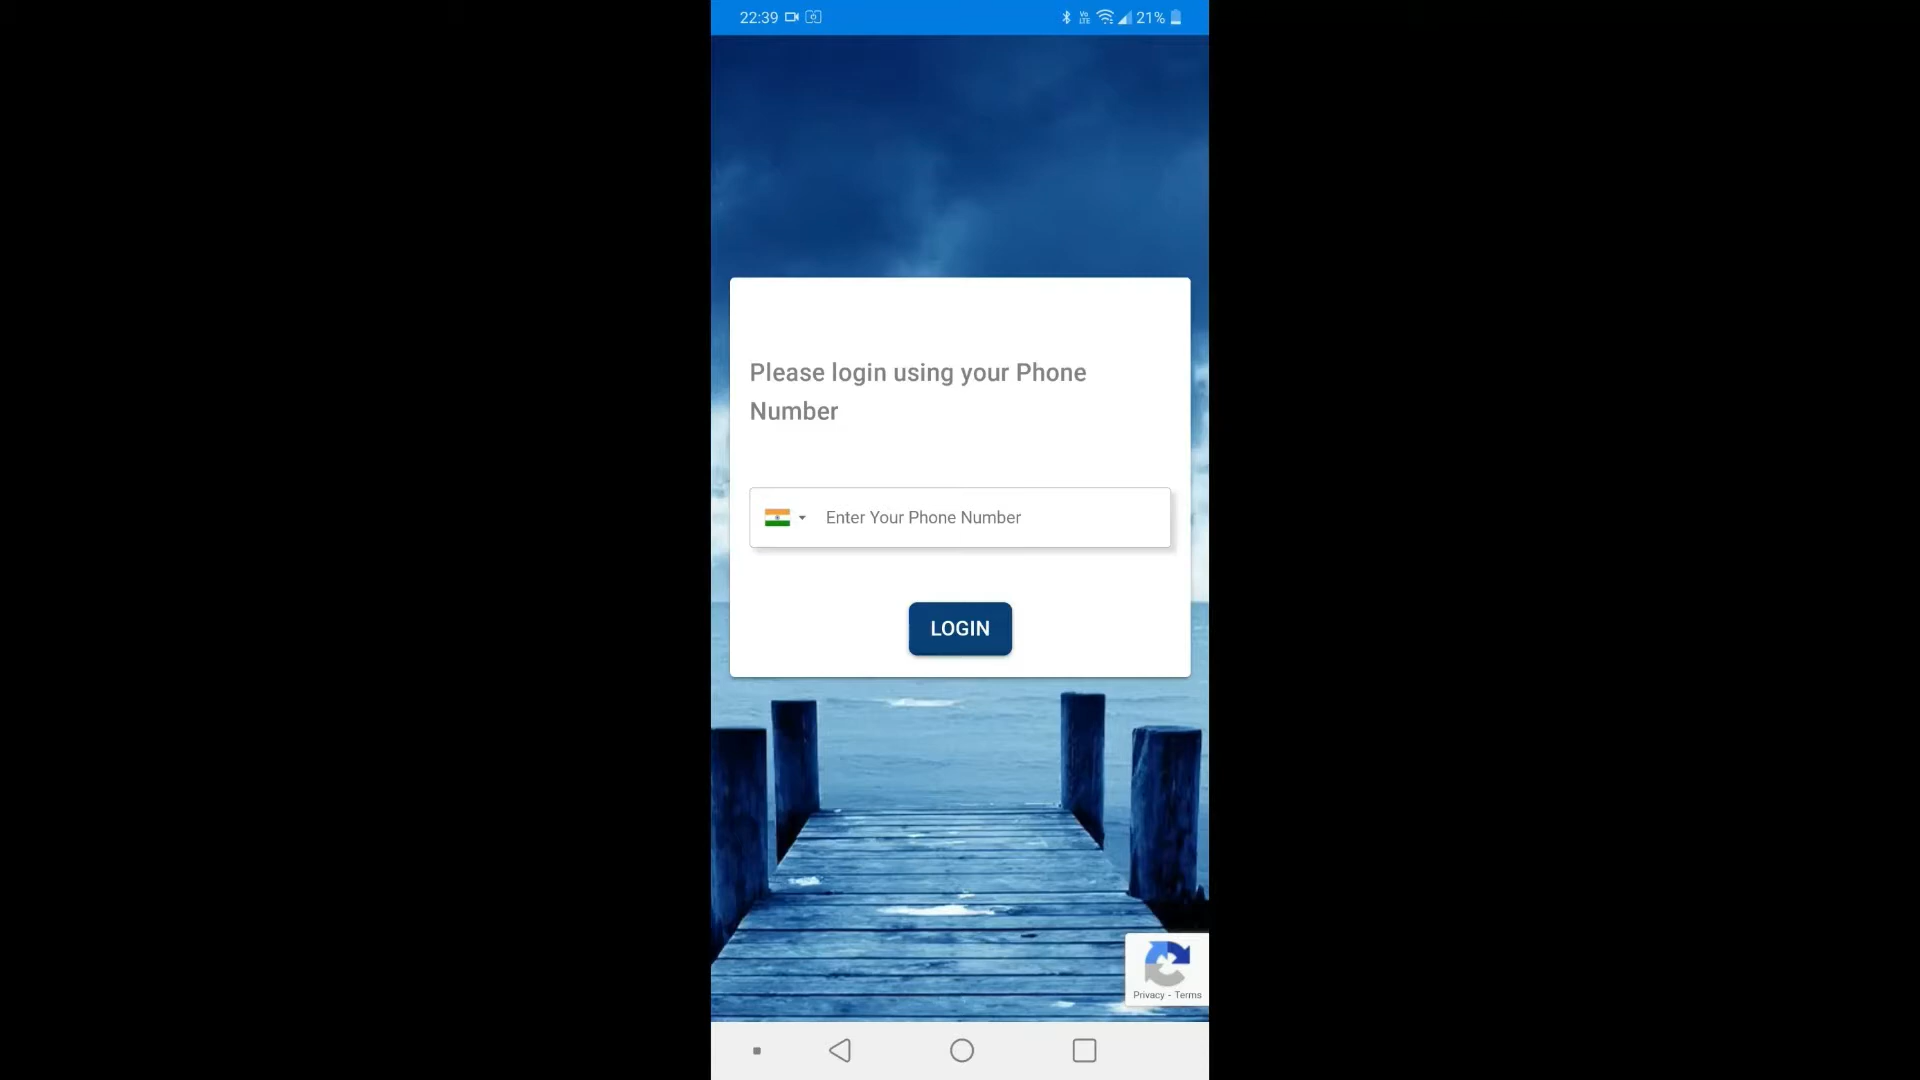 22:39 21%
Please login using your Phone
Number
Enter Your Phone Number
LOGIN
Privacy - Terms